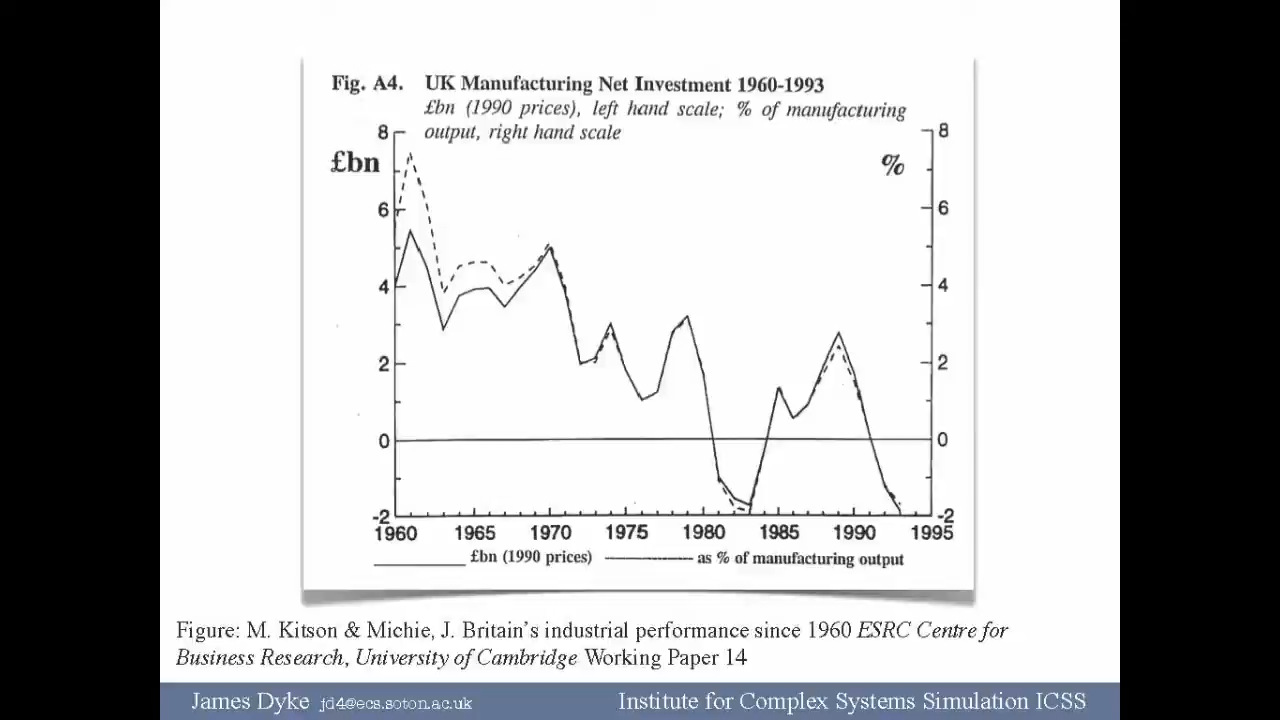 Fig. A4. UK Manufacturing Net Investment 1960-1993
£bn (1990 prices), left hand scale; % of manufacturing
output, right hand scale
8 8
£bn %
6 6
4 4
2 2
0 0
-2 -2
1960 1965 1970 1975 1980 1985 1990 1995
£bn (1990 prices) as % of manufacturing output
Figure: M. Kitson & Michie, J. Britain's industrial performance since 1960 ESRC Centre for
Business Research, University of Cambridge Working Paper 14
James Dyke jd4@ecs.soton.ac.uk Institute for Complex Systems Simulation ICSS